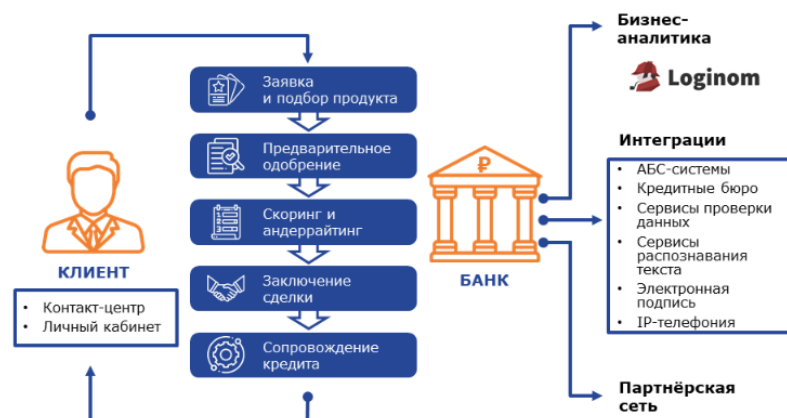 Заявка
и подбор продукта
Предварительное
одобрение
Скоринг и
андеррайтинг
Заключение
сделки
Сопровождение
кредита
КЛИЕНТ
• Контакт-центр
• Личный кабинет
₽
БАНК
Бизнес-
аналитика
Loginom
Интеграции
• АБС-системы
• Кредитные бюро
• Сервисы проверки
данных
• Сервисы
распознавания
текста
• Электронная
подпись
• IP-телефония
Партнёрская
сеть